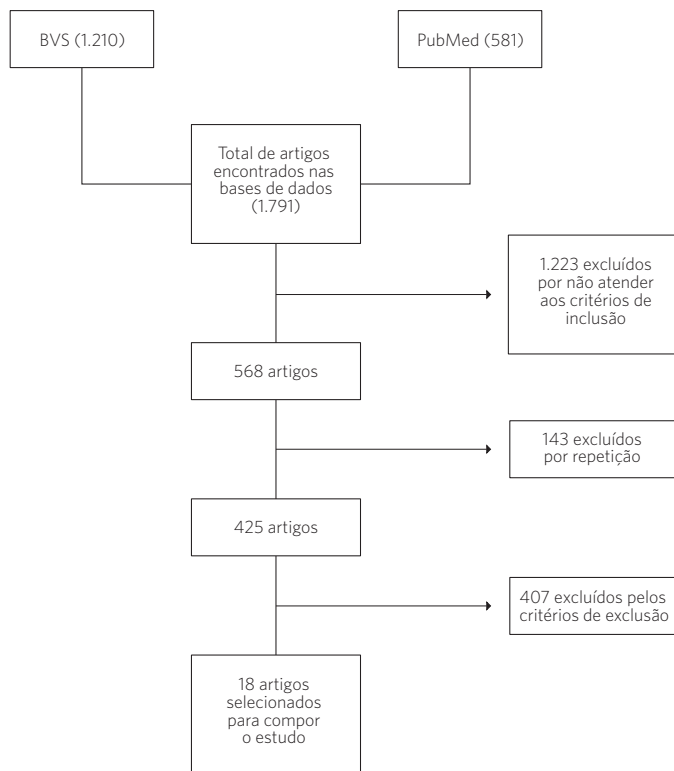 BVS (1.210)
PubMed (581)
Total de artigos
encontrados nas
bases de dados
(1.791)
1.223 excluídos
por não atender
aos critérios de
inclusão
568 artigos
143 excluídos
por repetição
425 artigos
407 excluídos pelos
critérios de exclusão
18 artigos
selecionados
para compor
o estudo